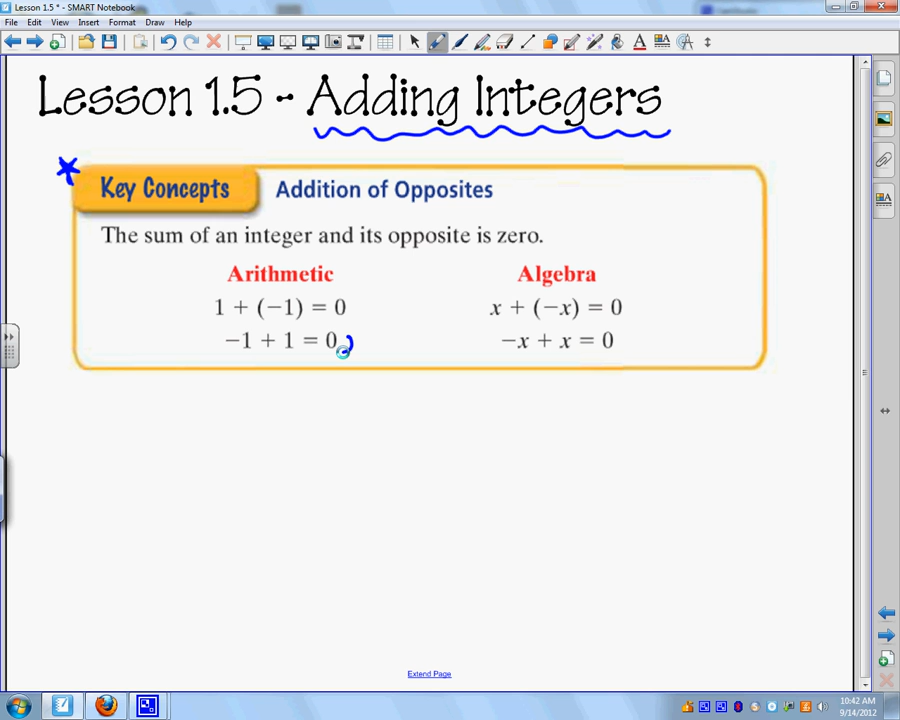 Lesson 1.5 * - SMART Notebook
File Edit View Insert Format Draw Help
Lesson 1.5 - Adding Integers
Key Concepts Addition of Opposites
The sum of an integer and its opposite is zero.
Arithmetic Algebra
1 + (−1) = 0 x + (−x) = 0
−1 + 1 = 0 −x + x = 0
Extend Page
10:42 AM
9/14/2012